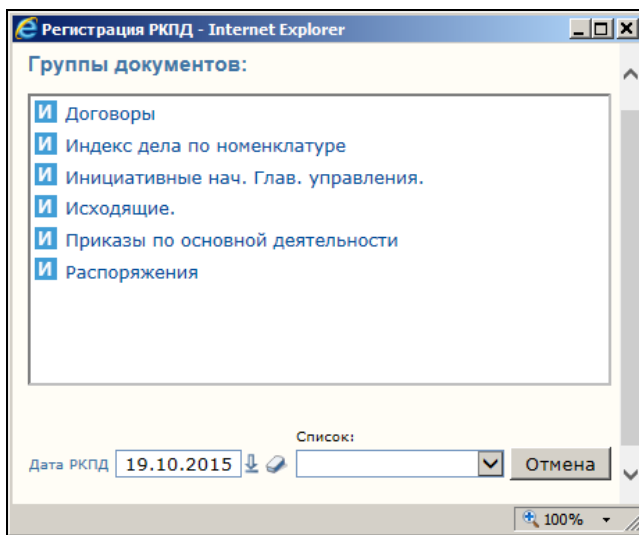 Регистрация РКПД - Internet Explorer
Группы документов:
И Договоры
И Индекс дела по номенклатуре
И Инициативные нач. Глав. управления.
И Исходящие.
И Приказы по основной деятельности
И Распоряжения
Список:
Дата РКПД 19.10.2015 Отмена
100%